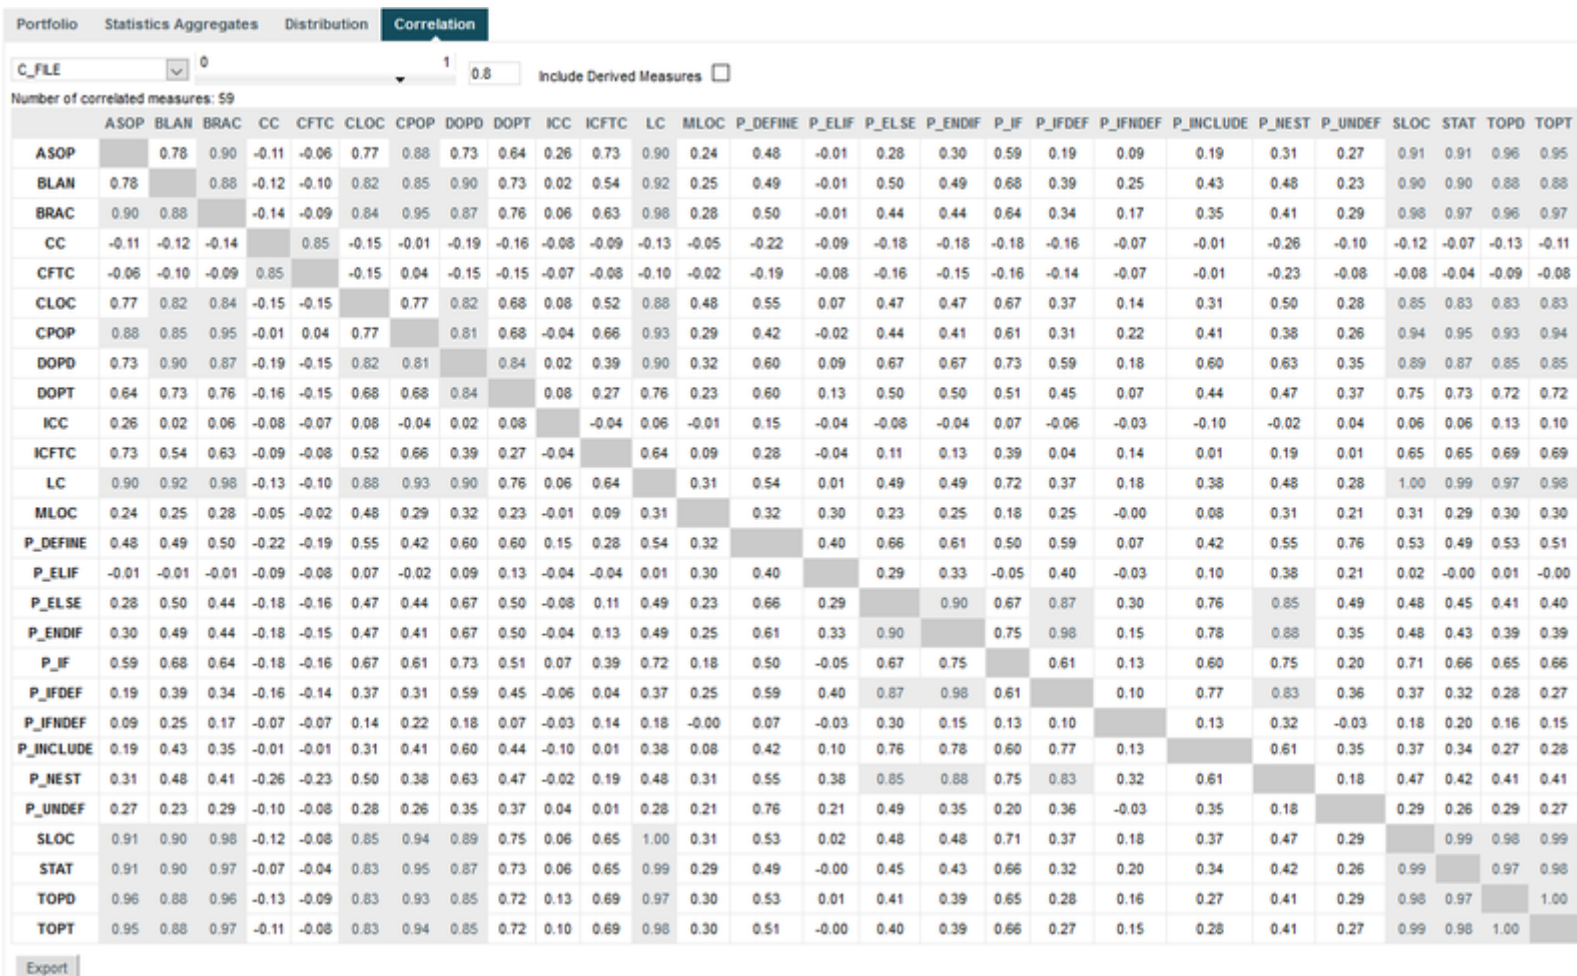 Portfolio Statistics Aggregates Distribution Correlation
C_FILE 0 1 0.8 Include Derived Measures
Number of correlated measures: 59
ASOP BLAN BRAC CC CFTC CLOC CPOP DOPD DOPT ICC ICFTC LC MLOC P_DEFINE P_ELIF P_ELSE P_ENDIF P_IF P_IFDEF P_IFNDEF P_INCLUDE P_NEST P_UNDEF SLOC STAT TOPD TOPT
ASOP 0.78 0.90 -0.11 -0.06 0.77 0.88 0.73 0.64 0.26 0.73 0.90 0.24 0.48 -0.01 0.28 0.30 0.59 0.19 0.09 0.19 0.31 0.27 0.91 0.91 0.96 0.95
BLAN 0.78 0.88 -0.12 -0.10 0.82 0.85 0.90 0.73 0.02 0.54 0.92 0.25 0.49 -0.01 0.50 0.49 0.68 0.39 0.25 0.43 0.48 0.23 0.90 0.90 0.88 0.88
BRAC 0.90 0.88 -0.14 -0.09 0.84 0.95 0.87 0.76 0.06 0.63 0.98 0.28 0.50 -0.01 0.44 0.44 0.64 0.34 0.17 0.35 0.41 0.29 0.98 0.97 0.96 0.97
CC -0.11 -0.12 -0.14 0.85 -0.15 -0.01 -0.19 -0.16 -0.08 -0.09 -0.13 -0.05 -0.22 -0.09 -0.18 -0.18 -0.18 -0.16 -0.07 -0.01 -0.26 -0.10 -0.12 -0.07 -0.13 -0.11
CFTC -0.06 -0.10 -0.09 0.85 -0.15 0.04 -0.15 -0.15 -0.07 -0.08 -0.10 -0.02 -0.19 -0.08 -0.16 -0.15 -0.16 -0.14 -0.07 -0.01 -0.23 -0.08 -0.08 -0.04 -0.09 -0.08
CLOC 0.77 0.82 0.84 -0.15 -0.15 0.77 0.82 0.68 0.08 0.52 0.88 0.48 0.55 0.07 0.47 0.47 0.67 0.37 0.14 0.31 0.50 0.28 0.85 0.83 0.83 0.83
CPOP 0.88 0.85 0.95 -0.01 0.04 0.77 0.81 0.68 -0.04 0.66 0.93 0.29 0.42 -0.02 0.44 0.41 0.61 0.31 0.22 0.41 0.38 0.26 0.94 0.95 0.93 0.94
DOPD 0.73 0.90 0.87 -0.19 -0.15 0.82 0.81 0.84 0.02 0.39 0.90 0.32 0.60 0.09 0.67 0.67 0.73 0.59 0.18 0.60 0.63 0.35 0.89 0.87 0.85 0.85
DOPT 0.64 0.73 0.76 -0.16 -0.15 0.68 0.68 0.84 0.08 0.27 0.76 0.23 0.60 0.13 0.50 0.50 0.51 0.45 0.07 0.44 0.47 0.37 0.75 0.73 0.72 0.72
ICC 0.26 0.02 0.06 -0.08 -0.07 0.08 -0.04 0.02 0.08 -0.04 0.06 -0.01 0.15 -0.04 -0.08 -0.04 0.07 -0.06 -0.03 -0.10 -0.02 0.04 0.06 0.06 0.13 0.10
ICFTC 0.73 0.54 0.63 -0.09 -0.08 0.52 0.66 0.39 0.27 -0.04 0.64 0.09 0.28 -0.04 0.11 0.13 0.39 0.04 0.14 0.01 0.19 0.01 0.65 0.65 0.69 0.69
LC 0.90 0.92 0.98 -0.13 -0.10 0.88 0.93 0.90 0.76 0.06 0.64 0.31 0.54 0.01 0.49 0.49 0.72 0.37 0.18 0.38 0.48 0.28 1.00 0.99 0.97 0.98
MLOC 0.24 0.25 0.28 -0.05 -0.02 0.48 0.29 0.32 0.23 -0.01 0.09 0.31 0.32 0.30 0.23 0.25 0.18 0.25 -0.00 0.08 0.31 0.21 0.31 0.29 0.30 0.30
P_DEFINE 0.48 0.49 0.50 -0.22 -0.19 0.55 0.42 0.60 0.60 0.15 0.28 0.54 0.32 0.40 0.66 0.61 0.50 0.59 0.07 0.42 0.55 0.76 0.53 0.49 0.53 0.51
P_ELIF -0.01 -0.01 -0.01 -0.09 -0.08 0.07 -0.02 0.09 0.13 -0.04 -0.04 0.01 0.30 0.40 0.29 0.33 -0.05 0.40 -0.03 0.10 0.38 0.21 0.02 -0.00 0.01 -0.00
P_ELSE 0.28 0.50 0.44 -0.18 -0.16 0.47 0.44 0.67 0.50 -0.08 0.11 0.49 0.23 0.66 0.29 0.90 0.67 0.87 0.30 0.76 0.85 0.49 0.48 0.45 0.41 0.40
P_ENDIF 0.30 0.49 0.44 -0.18 -0.15 0.47 0.41 0.67 0.50 -0.04 0.13 0.49 0.25 0.61 0.33 0.90 0.75 0.98 0.15 0.78 0.88 0.35 0.48 0.43 0.39 0.39
P_IF 0.59 0.68 0.64 -0.18 -0.16 0.67 0.61 0.73 0.51 0.07 0.39 0.72 0.18 0.50 -0.05 0.67 0.75 0.61 0.13 0.60 0.75 0.20 0.71 0.66 0.65 0.66
P_IFDEF 0.19 0.39 0.34 -0.16 -0.14 0.37 0.31 0.59 0.45 -0.06 0.04 0.37 0.25 0.59 0.40 0.87 0.98 0.61 0.10 0.77 0.83 0.36 0.37 0.32 0.28 0.27
P_IFNDEF 0.09 0.25 0.17 -0.07 -0.07 0.14 0.22 0.18 0.07 -0.03 0.14 0.18 -0.00 0.07 -0.03 0.30 0.15 0.13 0.10 0.13 0.32 -0.03 0.18 0.20 0.16 0.15
P_INCLUDE 0.19 0.43 0.35 -0.01 -0.01 0.31 0.41 0.60 0.44 -0.10 0.01 0.38 0.08 0.42 0.10 0.76 0.78 0.60 0.77 0.13 0.61 0.35 0.37 0.34 0.27 0.28
P_NEST 0.31 0.48 0.41 -0.26 -0.23 0.50 0.38 0.63 0.47 -0.02 0.19 0.48 0.31 0.55 0.38 0.85 0.88 0.75 0.83 0.32 0.61 0.18 0.47 0.42 0.41 0.41
P_UNDEF 0.27 0.23 0.29 -0.10 -0.08 0.28 0.26 0.35 0.37 0.04 0.01 0.28 0.21 0.76 0.21 0.49 0.35 0.20 0.36 -0.03 0.35 0.18 0.29 0.26 0.29 0.27
SLOC 0.91 0.90 0.98 -0.12 -0.08 0.85 0.94 0.89 0.75 0.06 0.65 1.00 0.31 0.53 0.02 0.48 0.48 0.71 0.37 0.18 0.37 0.47 0.29 0.99 0.98 0.99
STAT 0.91 0.90 0.97 -0.07 -0.04 0.83 0.95 0.87 0.73 0.06 0.65 0.99 0.29 0.49 -0.00 0.45 0.43 0.66 0.32 0.20 0.34 0.42 0.26 0.99 0.97 0.98
TOPD 0.96 0.88 0.96 -0.13 -0.09 0.83 0.93 0.85 0.72 0.13 0.69 0.97 0.30 0.53 0.01 0.41 0.39 0.65 0.28 0.16 0.27 0.41 0.29 0.98 0.97 1.00
TOPT 0.95 0.88 0.97 -0.11 -0.08 0.83 0.94 0.85 0.72 0.10 0.69 0.98 0.30 0.51 -0.00 0.40 0.39 0.66 0.27 0.15 0.28 0.41 0.27 0.99 0.98 1.00
Export